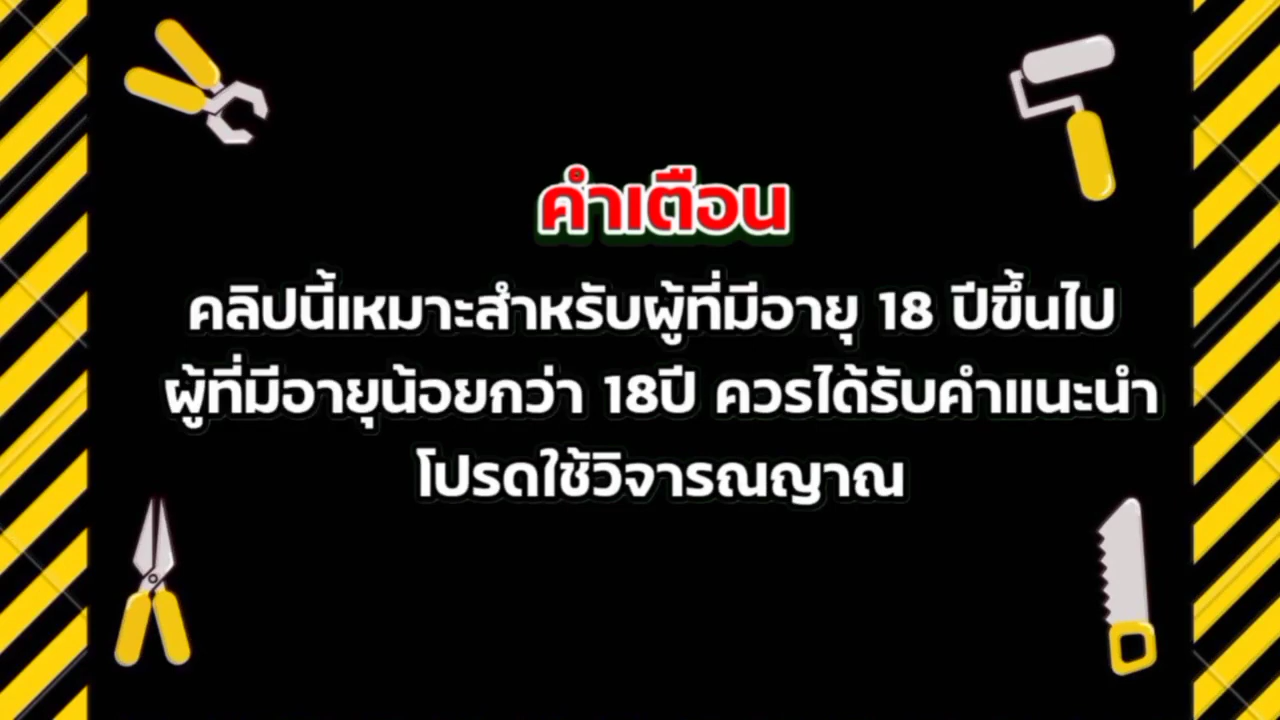 คำเตือน
คลิปนี้เหมาะสำหรับผู้ที่มีอายุ 18 ปีขึ้นไป
ผู้ที่มีอายุน้อยกว่า 18ปี ควรได้รับคำแนะนำ
โปรดใช้วิจารณญาณ